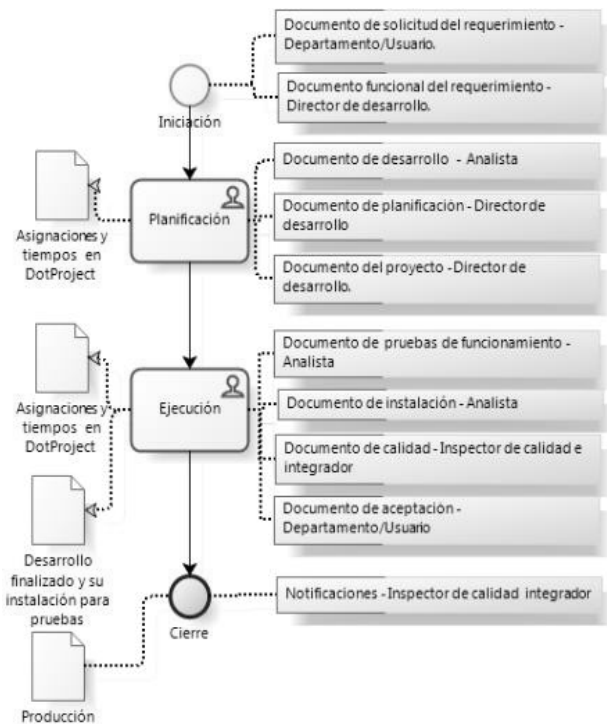 Documento de solicitud del requerimiento -
Departamento/Usuario.
Documento funcional del requerimiento -
Director de desarrollo.
Iniciación
Documento de desarrollo - Analista
Planificación
Documento de planificación - Director de
desarrollo
Asignaciones y
tiempos en
DotProject
Documento del proyecto - Director de
desarrollo.
Documento de pruebas de funcionamiento -
Analista
Ejecución
Documento de instalación - Analista
Asignaciones y
tiempos en
DotProject
Documento de calidad - Inspector de calidad e
integrador
Documento de aceptación -
Departamento/Usuario
Desarrollo
finalizado y su
instalación para
pruebas
Notificaciones - Inspector de calidad integrador
Cierre
Producción